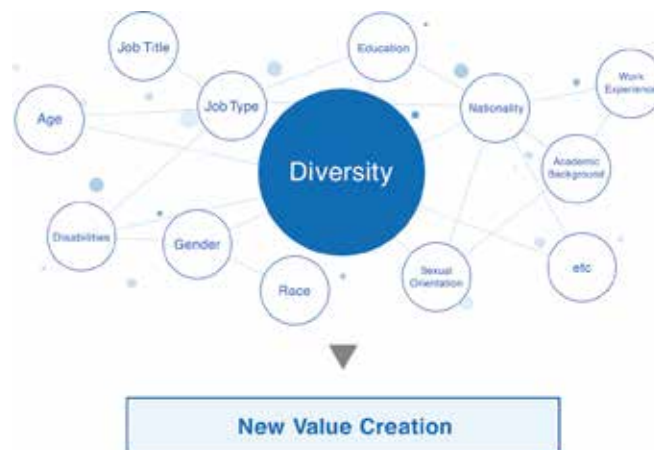 Job Title
Education
Work
Experience
Job Type
Nationality
Age
Diversity
Academic
Background
Disabilities
Gender
Sexual
Orientation
etc
Race
New Value Creation